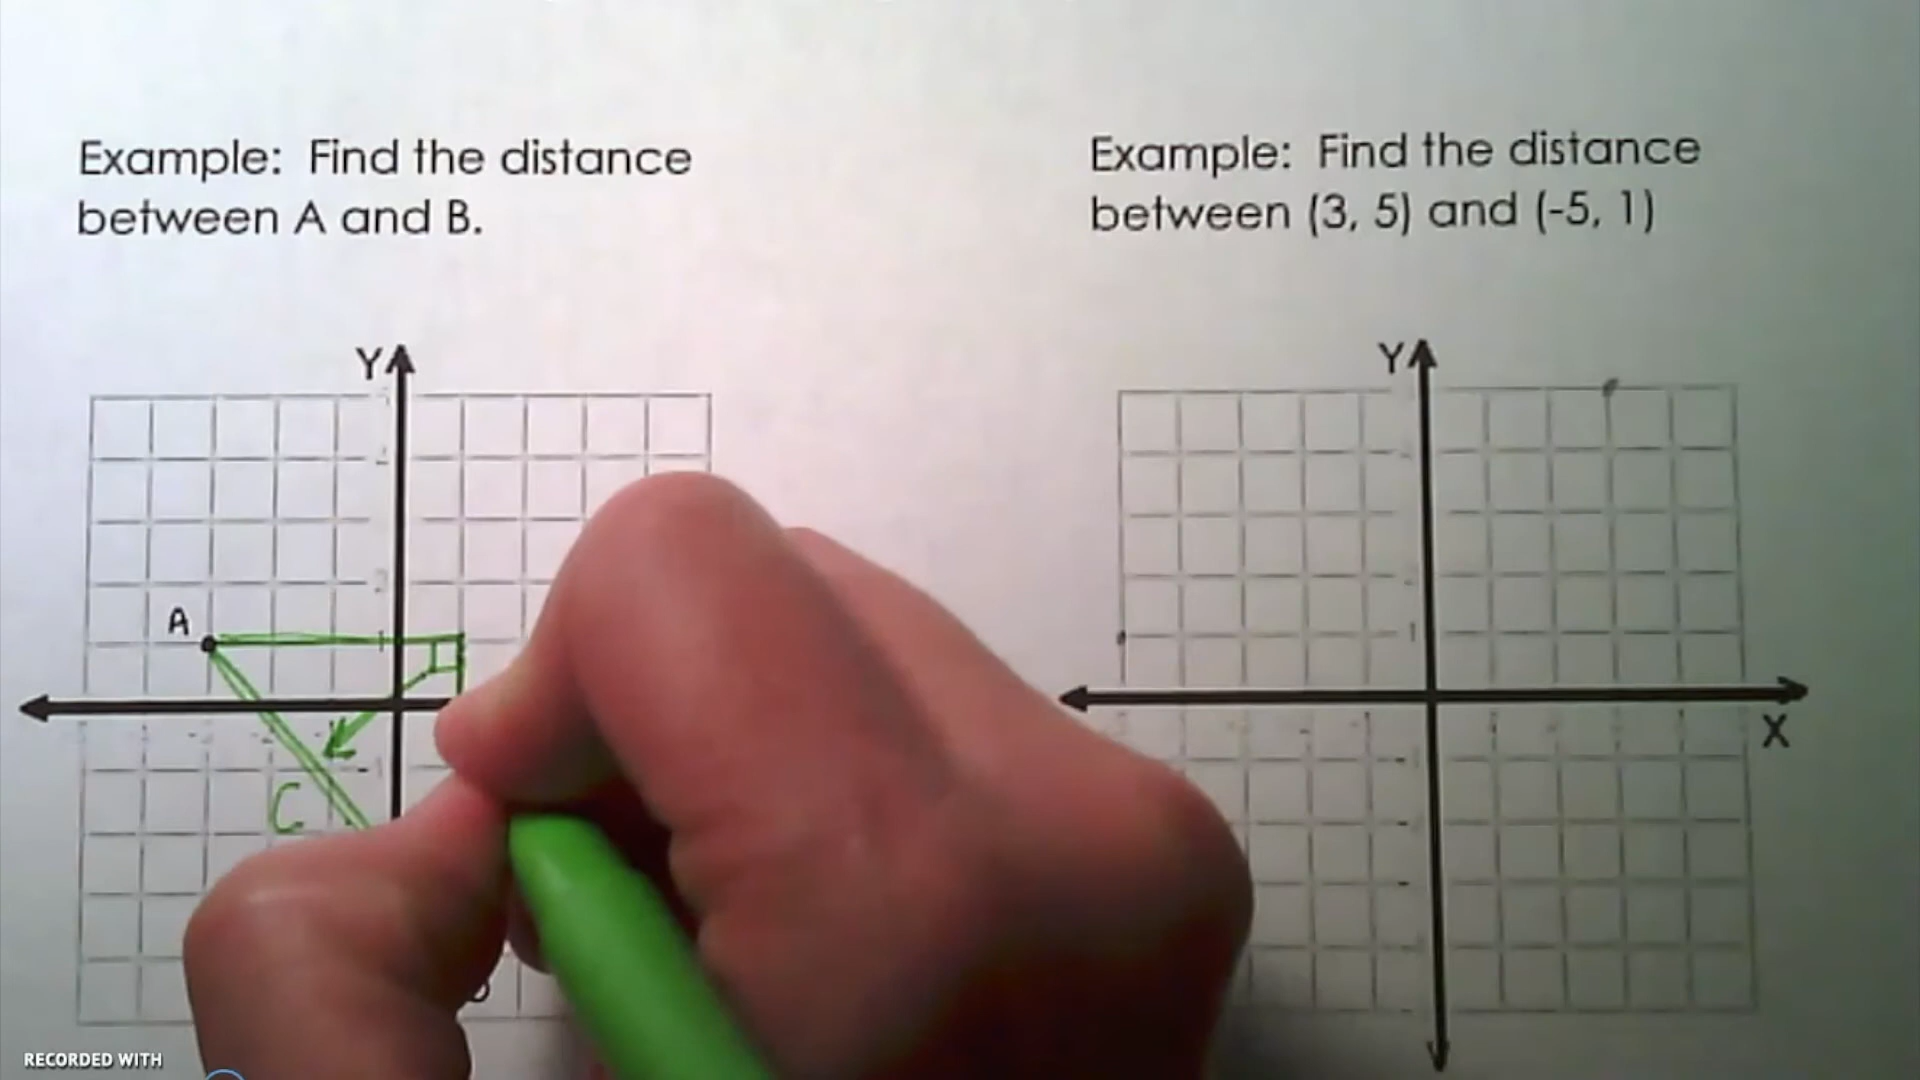 Example: Find the distance
between A and B.
Example: Find the distance
between (3, 5) and (-5, 1)
Y
A
C
Y
X
RECORDED WITH